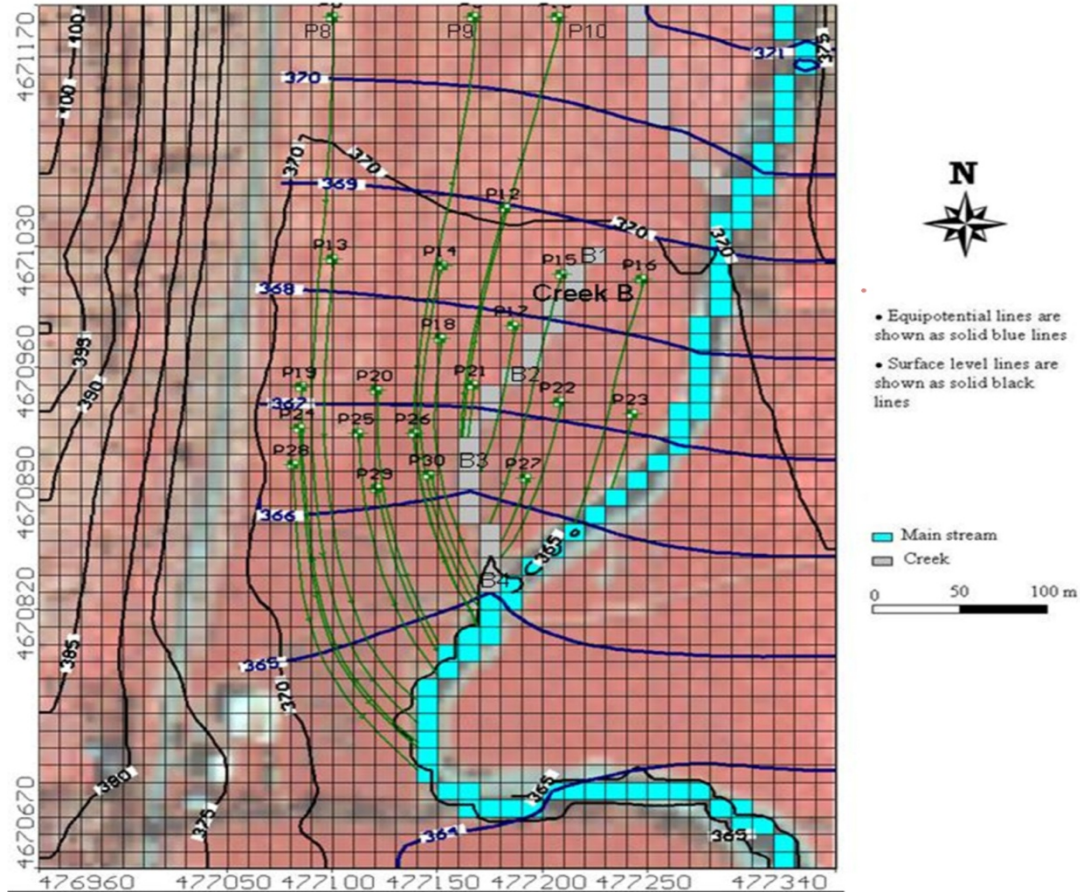 4671170
4671030
4670960
4670890
4670820
4670670
476960
477050
477100
477150
477200
477250
477340
100
100
395
390
385
380
375
P8
P9
P10
371
375
370
370
370
369
P12
370
370
P13
P14
P15
B1
P16
368
Creek B
P17
P18
B2
P19
P20
P21
P22
367
P23
P24
P25
P26
P28
B3
P30
P27
P29
366
365
B4
365
370
365
364
365
N
• Equipotential lines are
shown as solid blue lines
• Surface level lines are
shown as solid black
lines
Main stream
Creek
0 50 100 m